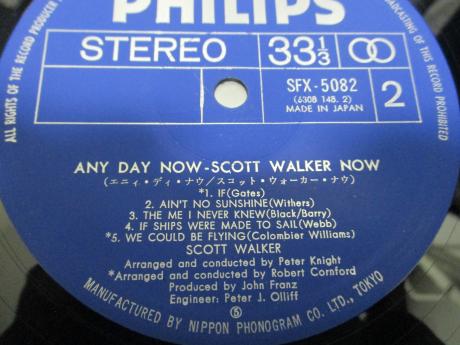 PHILIPS
STEREO
33 1/3
SFX-5082
(6308 148. 2)
MADE IN JAPAN
2
ALL RIGHTS OF THE RECORD PRODUCER
BROADCASTING OF THIS RECORD PROHIBITED
ANY DAY NOW-SCOTT WALKER NOW
(エニィ・ディ・ナウ/スコット・ウォーカー・ナウ)
*1. IF(Gates)
2. AIN'T NO SUNSHINE(Withers)
3. THE ME I NEVER KNEW(Black/Barry)
4. IF SHIPS WERE MADE TO SAIL(Webb)
*5. WE COULD BE FLYING(Colombier Williams)
SCOTT WALKER
Arranged and conducted by Peter Knight
*Arranged and conducted by Robert Cornford
Produced by John Franz
Engineer: Peter J. Olliff
MANUFACTURED BY NIPPON PHONOGRAM CO. LTD., TOKYO